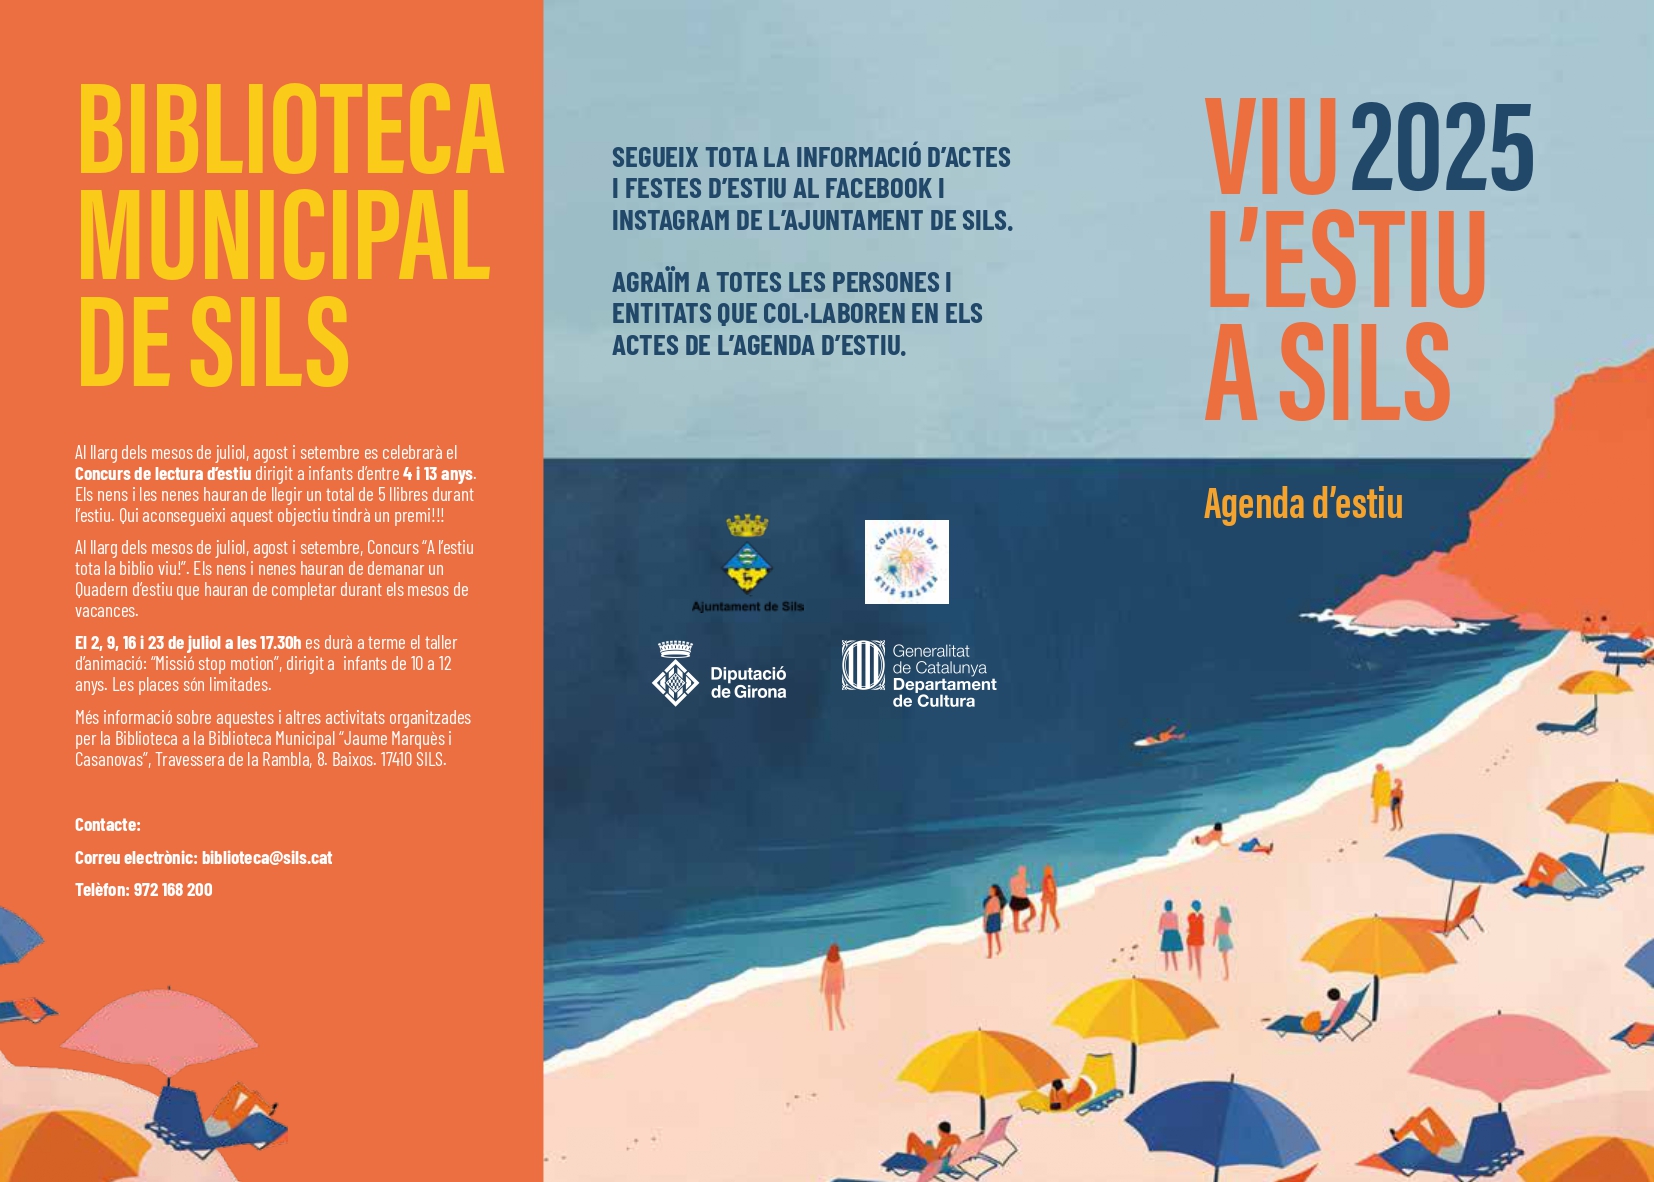 BIBLIOTECA
MUNICIPAL
DE SILS
Al llarg dels mesos de juliol, agost i setembre es celebrarà el
Concurs de lectura d’estiu dirigit a infants d’entre 4 i 13 anys.
Els nens i les nenes hauran de llegir un total de 5 llibres durant
l’estiu. Qui aconsegueixi aquest objectiu tindrà un premi!!!
Al llarg dels mesos de juliol, agost i setembre, Concurs “A l’estiu
tota la biblio viu!”. Els nens i nenes hauran de demanar un
Quadern d’estiu que hauran de completar durant els mesos de
vacances.
El 2, 9, 16 i 23 de juliol a les 17.30h es durà a terme el taller
d’animació: “Missió stop motion”, dirigit a  infants de 10 a 12
anys. Les places són limitades.
Més informació sobre aquestes i altres activitats organitzades
per la Biblioteca a la Biblioteca Municipal “Jaume Marquès i
Casanovas”, Travessera de la Rambla, 8. Baixos. 17410 SILS.
Contacte:
Correu electrònic: biblioteca@sils.cat
Telèfon: 972 168 200
SEGUEIX TOTA LA INFORMACIÓ D’ACTES
I FESTES D’ESTIU AL FACEBOOK I
INSTAGRAM DE L’AJUNTAMENT DE SILS.
AGRAÏM A TOTES LES PERSONES I
ENTITATS QUE COL·LABOREN EN ELS
ACTES DE L’AGENDA D’ESTIU.
Ajuntament de Sils
COMISSIÓ DE
FESTES SILS
Diputació
de Girona
Generalitat
de Catalunya
Departament
de Cultura
VIU 2025
L’ESTIU
A SILS
Agenda d’estiu